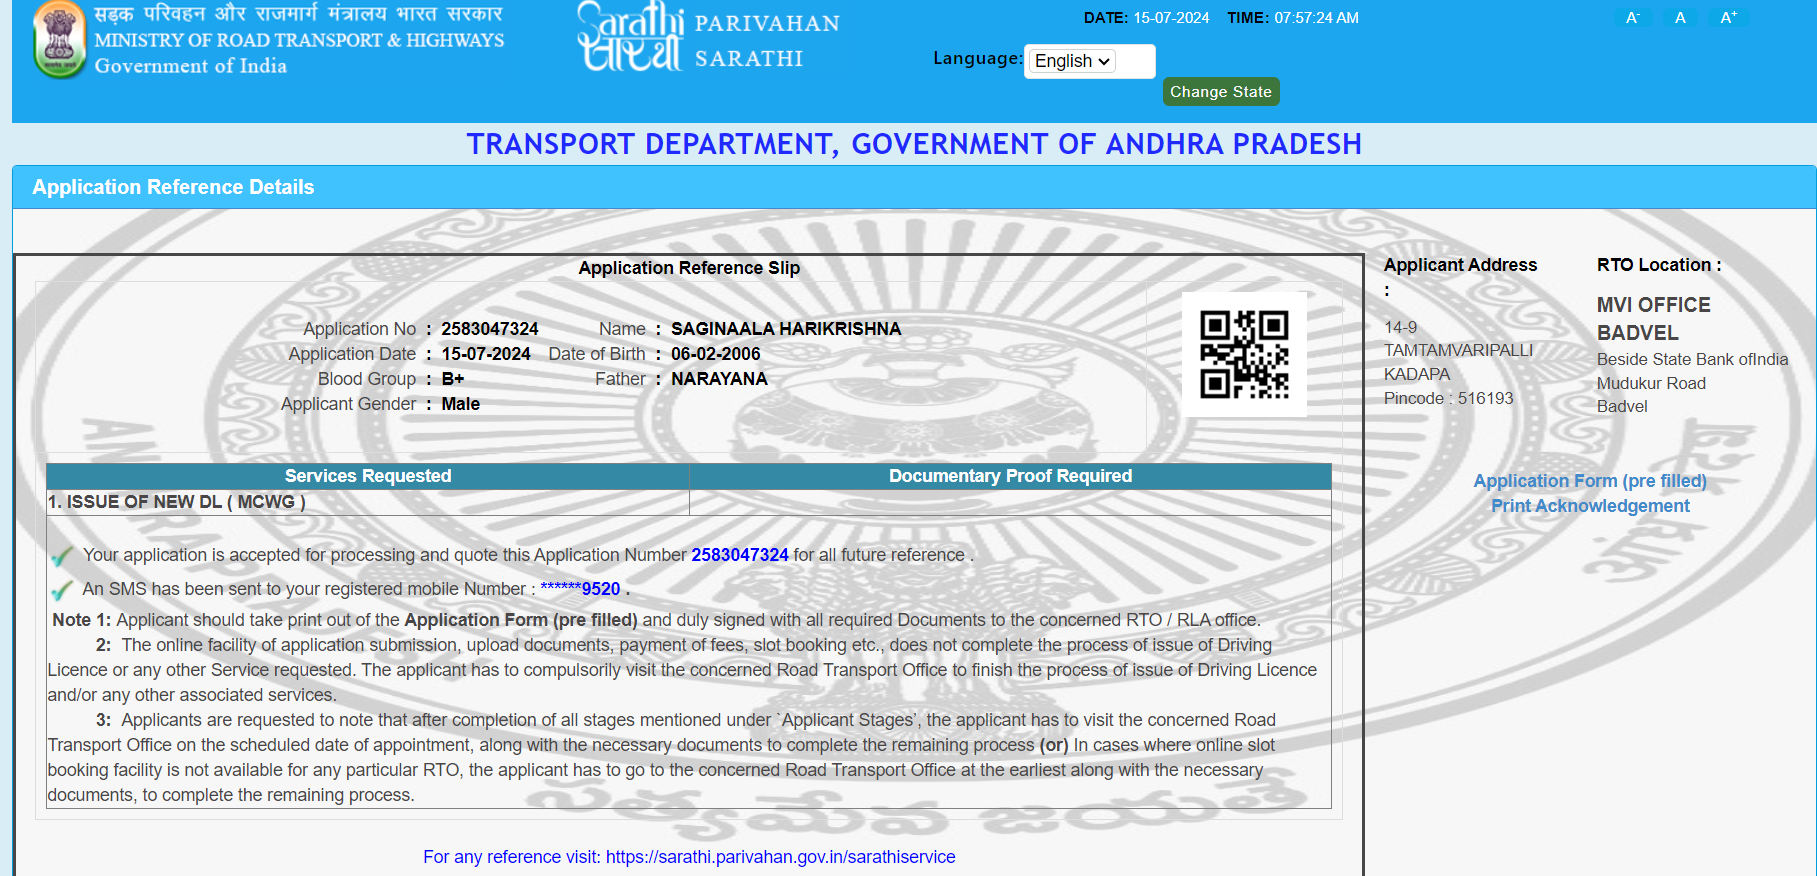 सड़क परिवहन और राजमार्ग मंत्रालय भारत सरकार
MINISTRY OF ROAD TRANSPORT & HIGHWAYS
Government of India
Sarathi
सारथी
PARIVAHAN
SARATHI
DATE: 15-07-2024 TIME: 07:57:24 AM
Language: English
Change State
A- A A+
TRANSPORT DEPARTMENT, GOVERNMENT OF ANDHRA PRADESH
Application Reference Details
Application Reference Slip
Application No : 2583047324 Name : SAGINAALA HARIKRISHNA
Application Date : 15-07-2024 Date of Birth : 06-02-2006
Blood Group : B+ Father : NARAYANA
Applicant Gender : Male
Services Requested Documentary Proof Required
1. ISSUE OF NEW DL ( MCWG )
Your application is accepted for processing and quote this Application Number 2583047324 for all future reference .
An SMS has been sent to your registered mobile Number : ******9520 .
Note 1: Applicant should take print out of the Application Form (pre filled) and duly signed with all required Documents to the concerned RTO / RLA office.
2: The online facility of application submission, upload documents, payment of fees, slot booking etc., does not complete the process of issue of Driving
Licence or any other Service requested. The applicant has to compulsorily visit the concerned Road Transport Office to finish the process of issue of Driving Licence
and/or any other associated services.
3: Applicants are requested to note that after completion of all stages mentioned under `Applicant Stages', the applicant has to visit the concerned Road
Transport Office on the scheduled date of appointment, along with the necessary documents to complete the remaining process (or) In cases where online slot
booking facility is not available for any particular RTO, the applicant has to go to the concerned Road Transport Office at the earliest along with the necessary
documents, to complete the remaining process.
For any reference visit: https://sarathi.parivahan.gov.in/sarathiservice
Applicant Address
:
14-9
TAMTAMVARIPALLI
KADAPA
Pincode : 516193
RTO Location :
MVI OFFICE
BADVEL
Beside State Bank ofIndia
Mudukur Road
Badvel
Application Form (pre filled)
Print Acknowledgement
సత్యమేవ జయతే